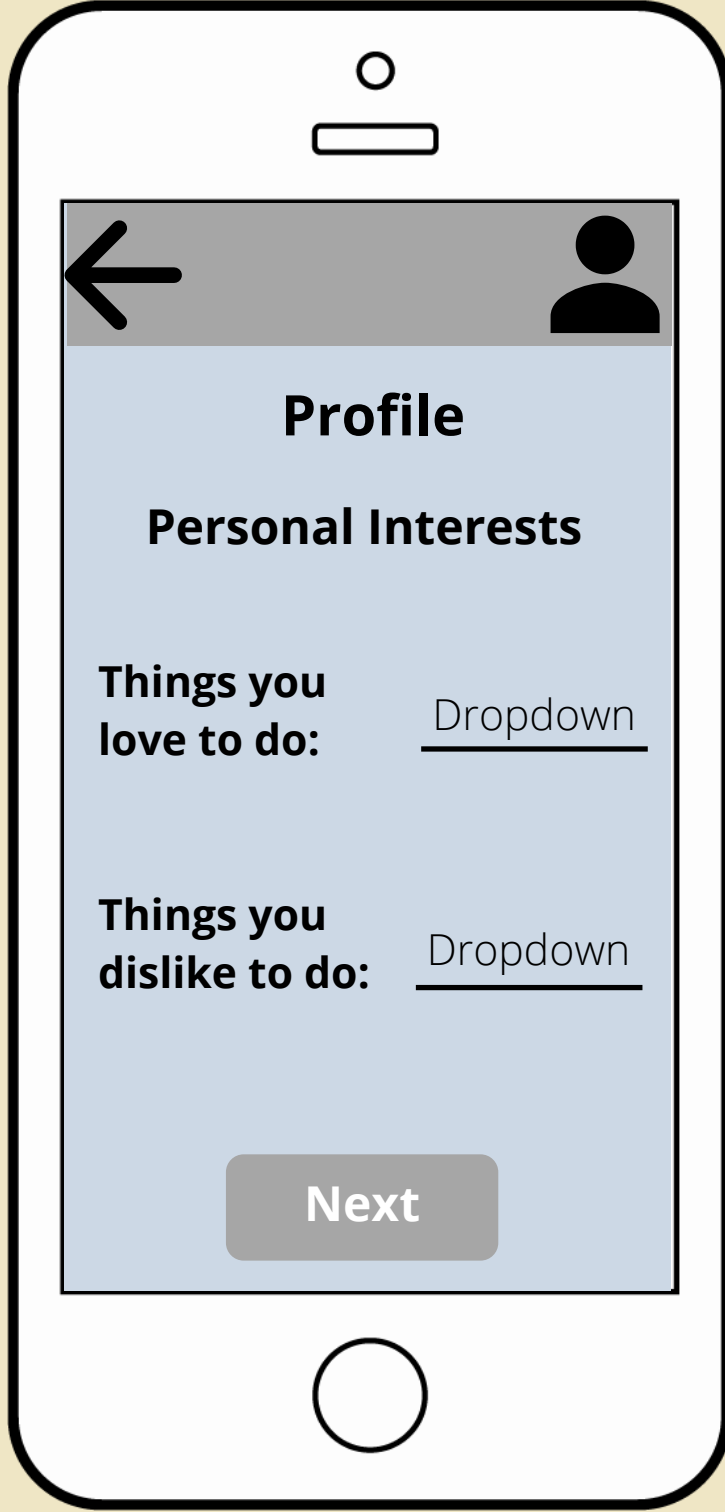 Profile
Personal Interests
Things you
love to do:
Dropdown
Things you
dislike to do:
Dropdown
Next